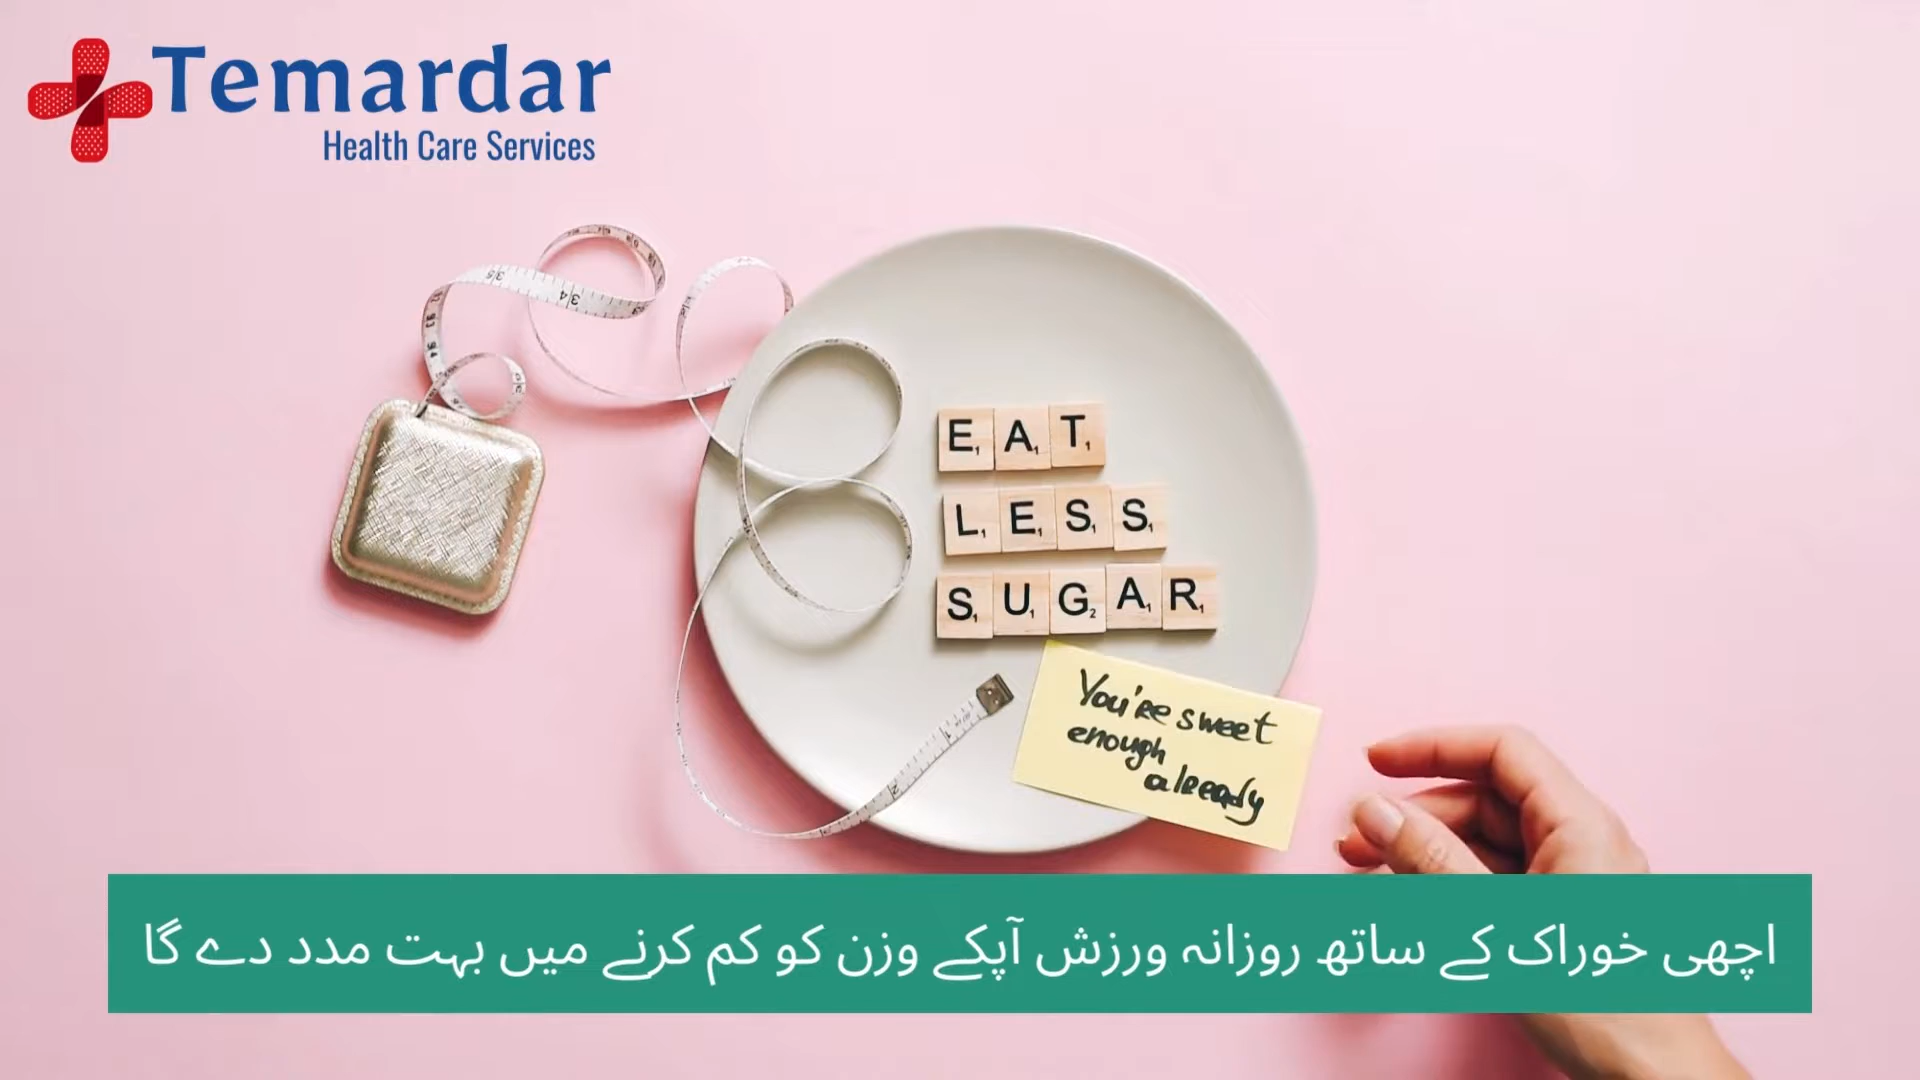 Temardar
Health Care Services
EAT
LESS
SUGAR
You're sweet
enough
already
اچھی خوراک کے ساتھ روزانہ ورزش آپکے وزن کو کم کرنے میں بہت مدد دے گا